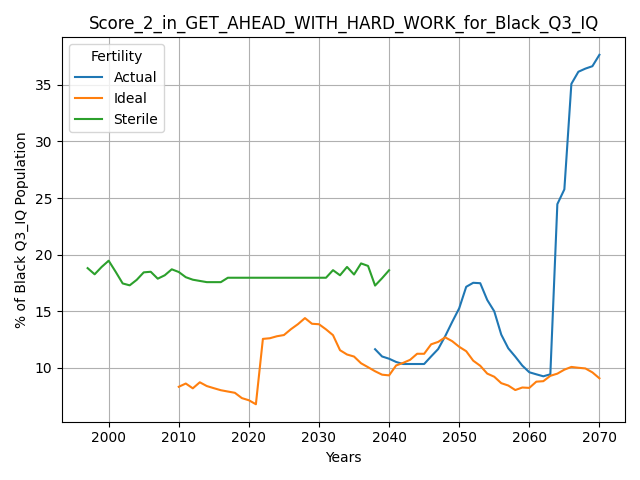 Score_2_in_GET_AHEAD_WITH_HARD_WORK_for_Black_Q3_IQ
Fertility
Actual
Ideal
Sterile
% of Black Q3_IQ Population
35
30
25
20
15
10
2000 2010 2020 2030 2040 2050 2060 2070
Years